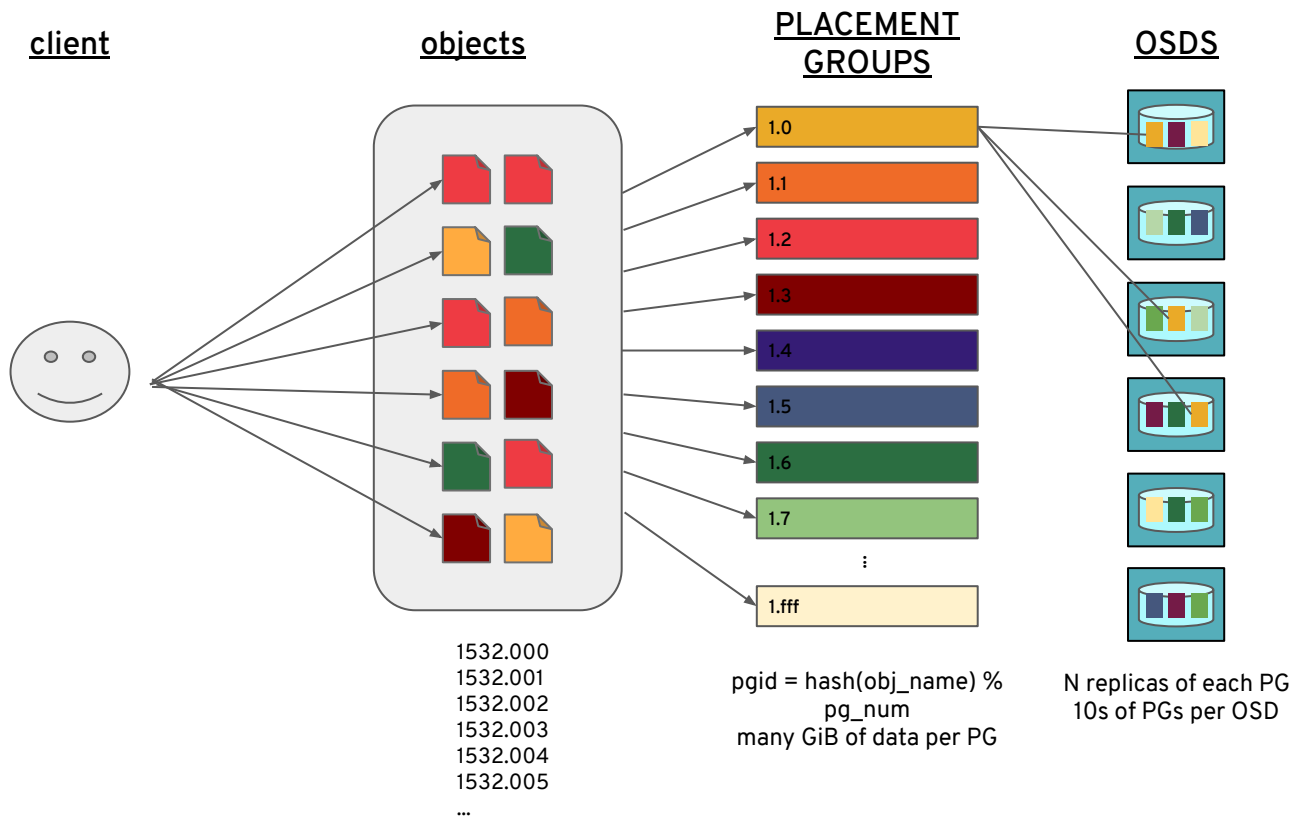 client
objects
PLACEMENT
GROUPS
OSDS
1.0
1.1
1.2
1.3
1.4
1.5
1.6
1.7
⋮
1.fff
1532.000
1532.001
1532.002
1532.003
1532.004
1532.005
...
pgid = hash(obj_name) %
pg_num
many GiB of data per PG
N replicas of each PG
10s of PGs per OSD